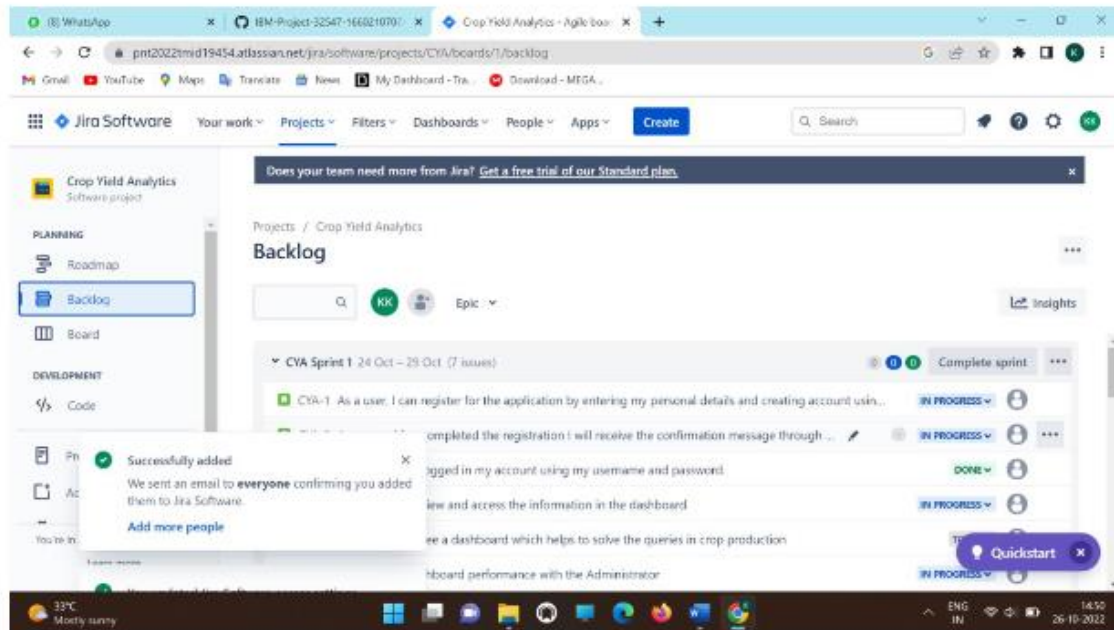 (8) WhatsApp
IBM-Project-32547-1660210707
Crop Yield Analytics - Agile boar
pnt2022tmid19454.atlassian.net/jira/software/projects/CYA/boards/1/backlog
Gmail YouTube Maps Translate News My Dashboard - Tra... Download - MEGA...
Jira Software Your work Projects Filters Dashboards People Apps Create Search KK
Does your team need more from Jira? Get a free trial of our Standard plan.
Crop Yield Analytics
Software project
PLANNING
Roadmap
Backlog
Board
DEVELOPMENT
Code
Projects / Crop Yield Analytics
Backlog
KK Epic Insights
CYA Sprint 1 24 Oct – 29 Oct (7 issues) 0 0 0 Complete sprint
CYA-1 As a user, I can register for the application by entering my personal details and creating account usin... IN PROGRESS
completed the registration i will receive the confirmation message through ... IN PROGRESS
ogged in my account using my username and password. DONE
iew and access the information in the dashboard IN PROGRESS
ee a dashboard which helps to solve the queries in crop production
hboard performance with the Administrator IN PROGRESS
Successfully added
We sent an email to everyone confirming you added
them to Jira Software.
Add more people
You're in
Quickstart
33°C
Mostly sunny
ENG
IN
14:50
26-10-2022